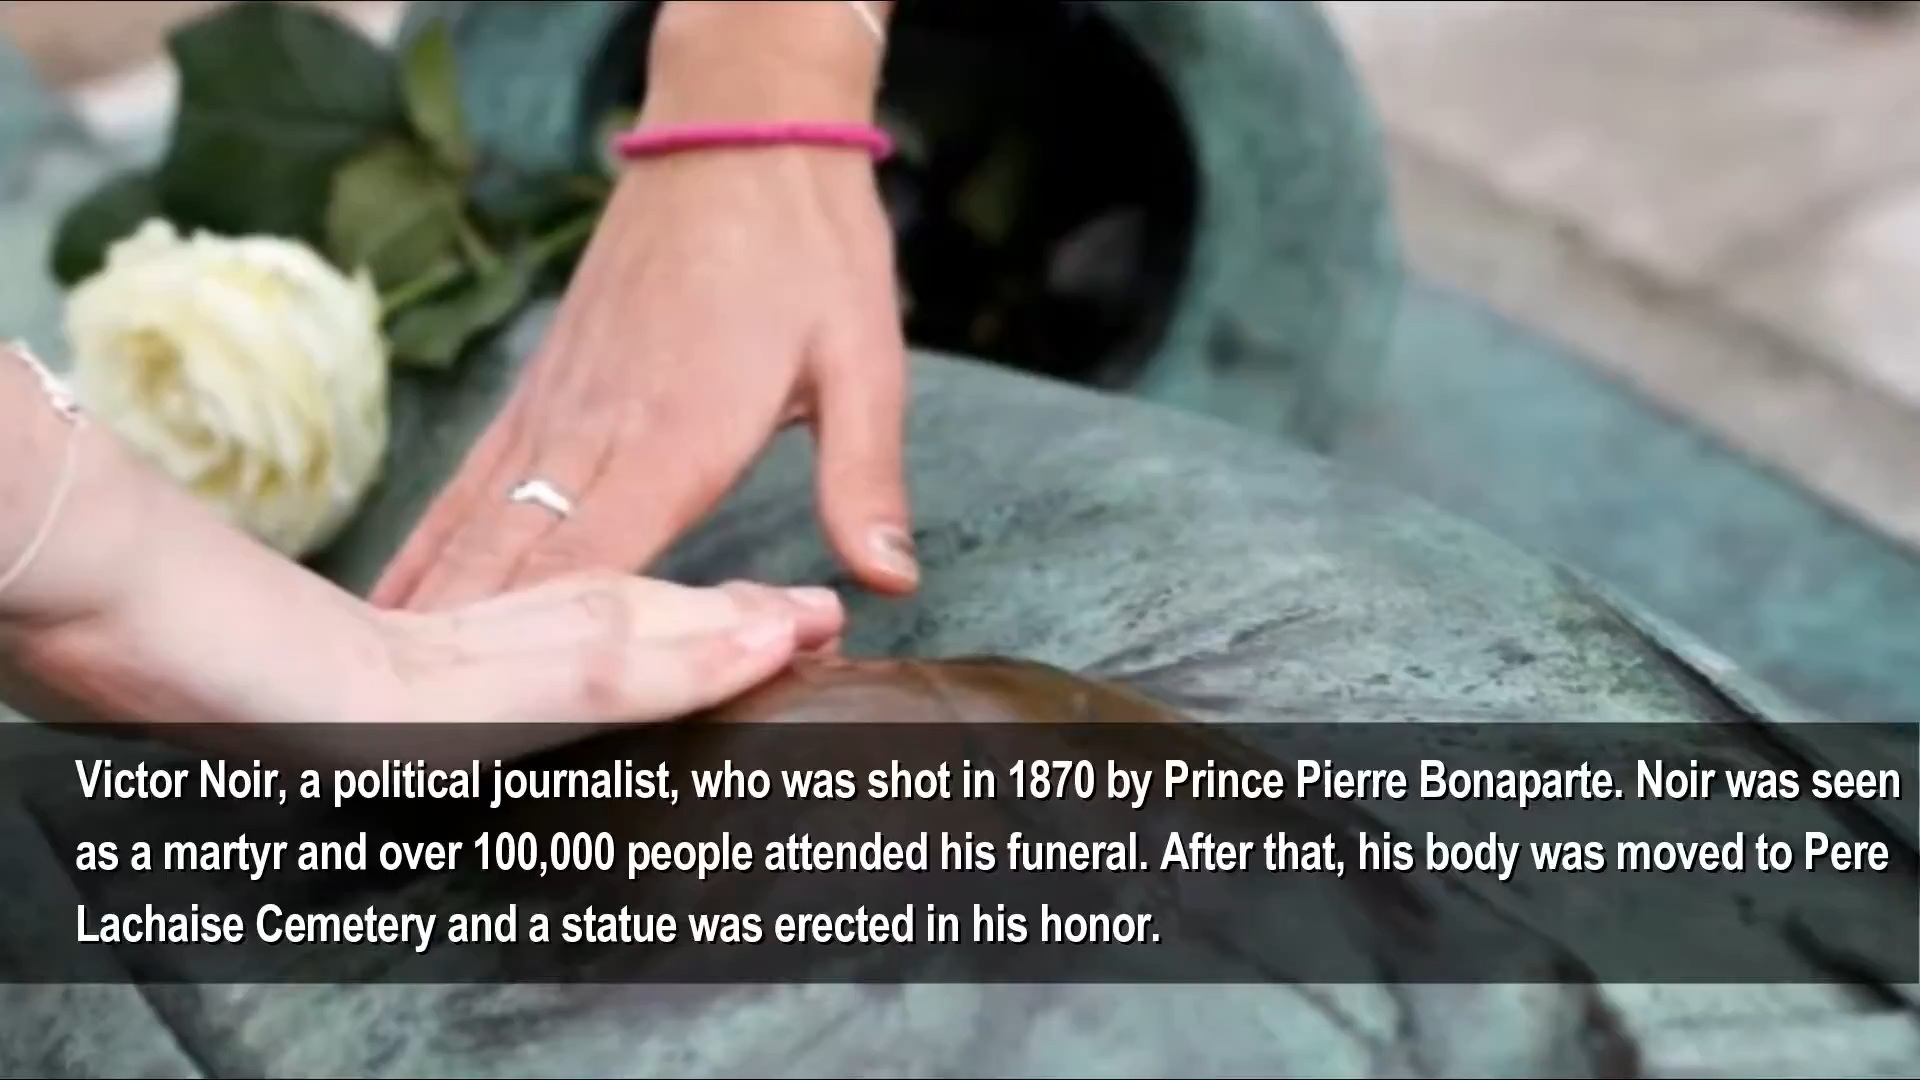 Victor Noir, a political journalist, who was shot in 1870 by Prince Pierre Bonaparte. Noir was seen
as a martyr and over 100,000 people attended his funeral. After that, his body was moved to Pere
Lachaise Cemetery and a statue was erected in his honor.